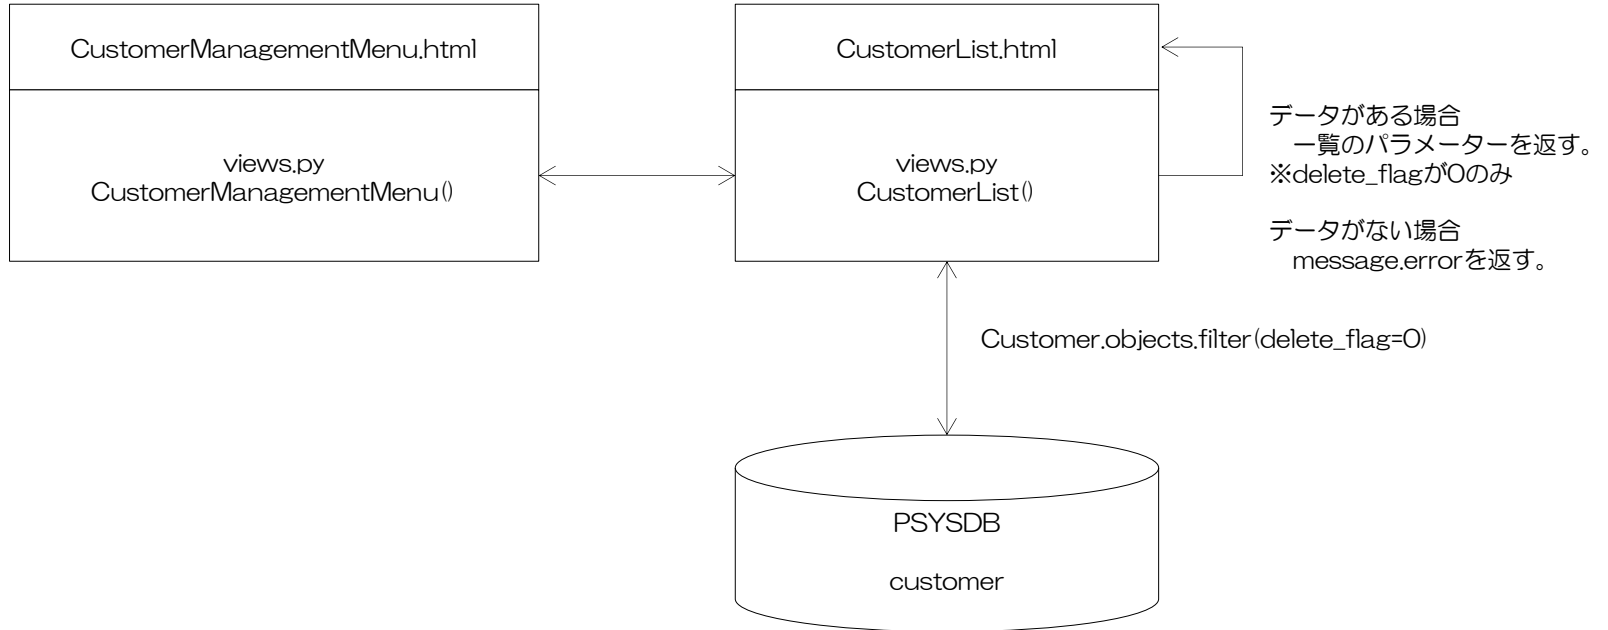 CustomerManagementMenu.html
views.py
CustomerManagementMenu()
CustomerList.html
views.py
CustomerList()
データがある場合
一覧のパラメーターを返す。
※delete_flagが0のみ
データがない場合
message.errorを返す。
Customer.objects.filter(delete_flag=0)
PSYSDB
customer